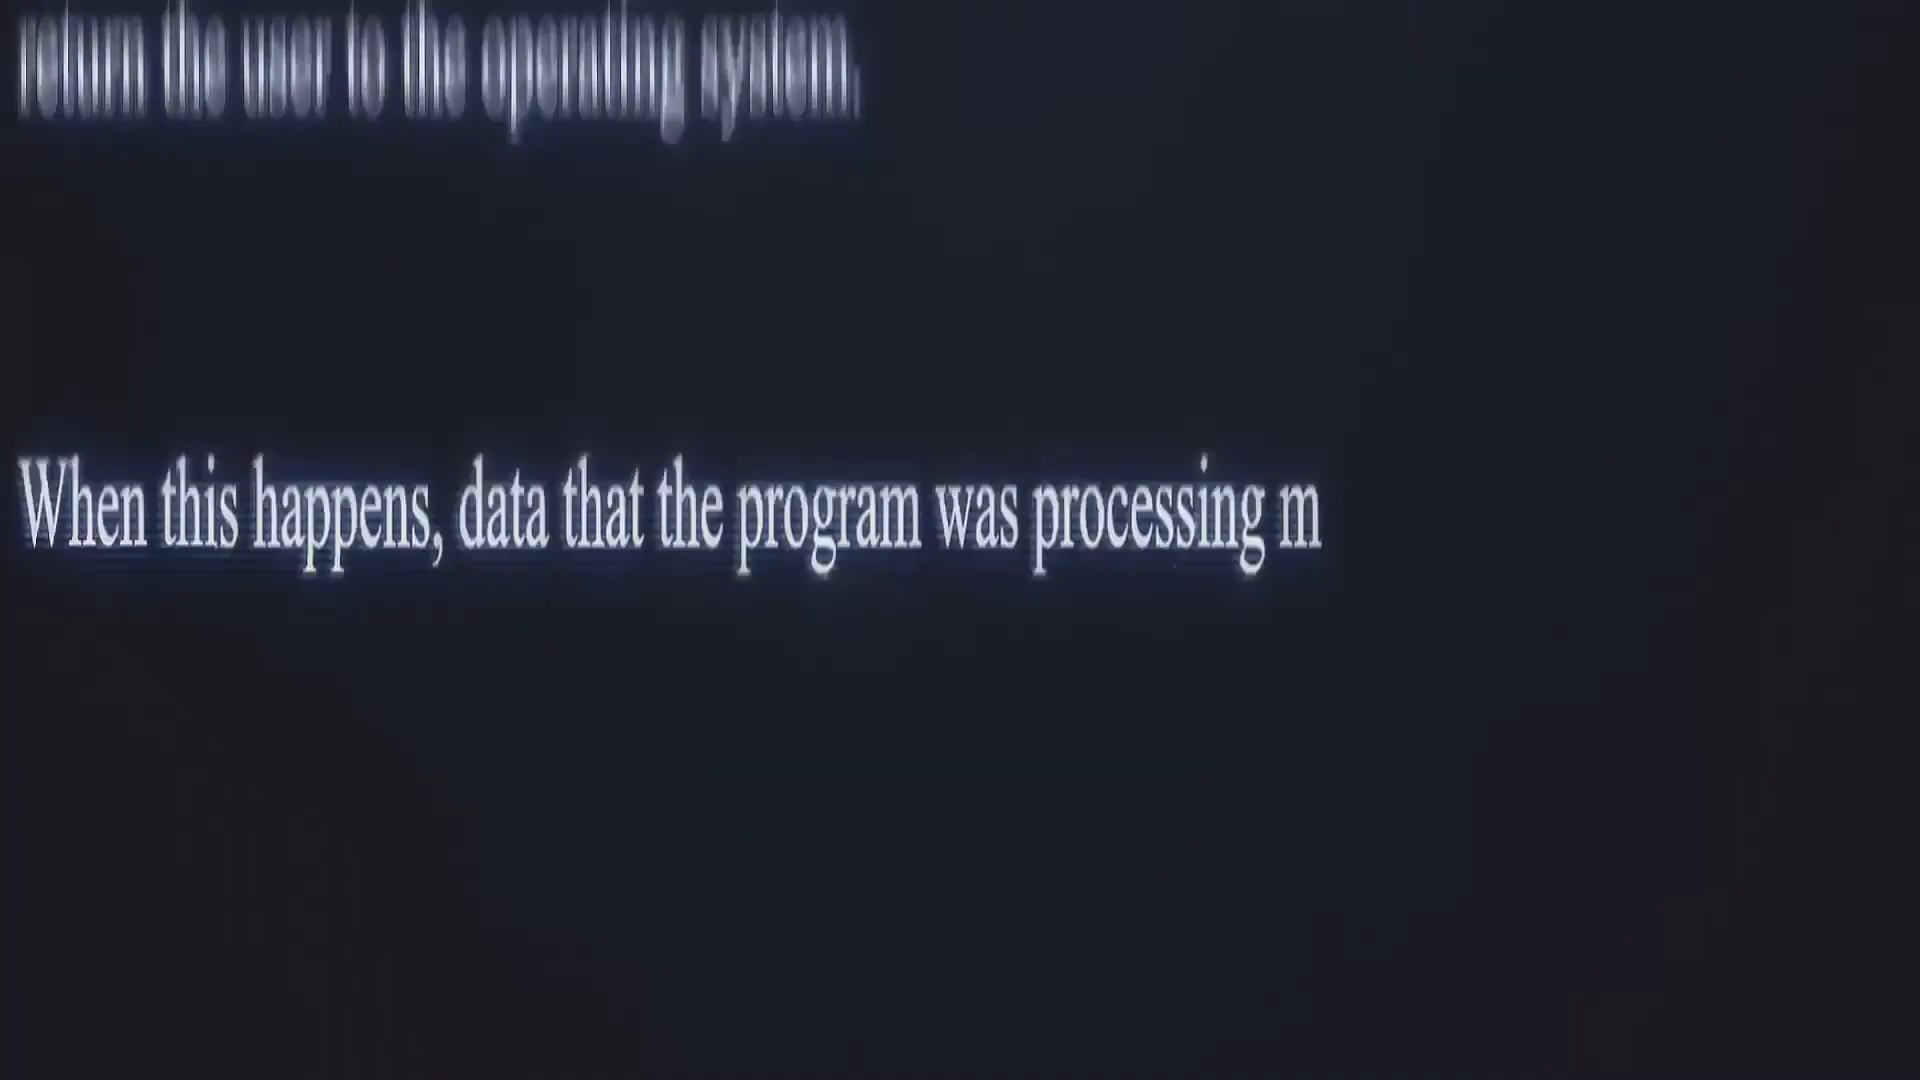 return the user to the operating system.
When this happens, data that the program was processing m